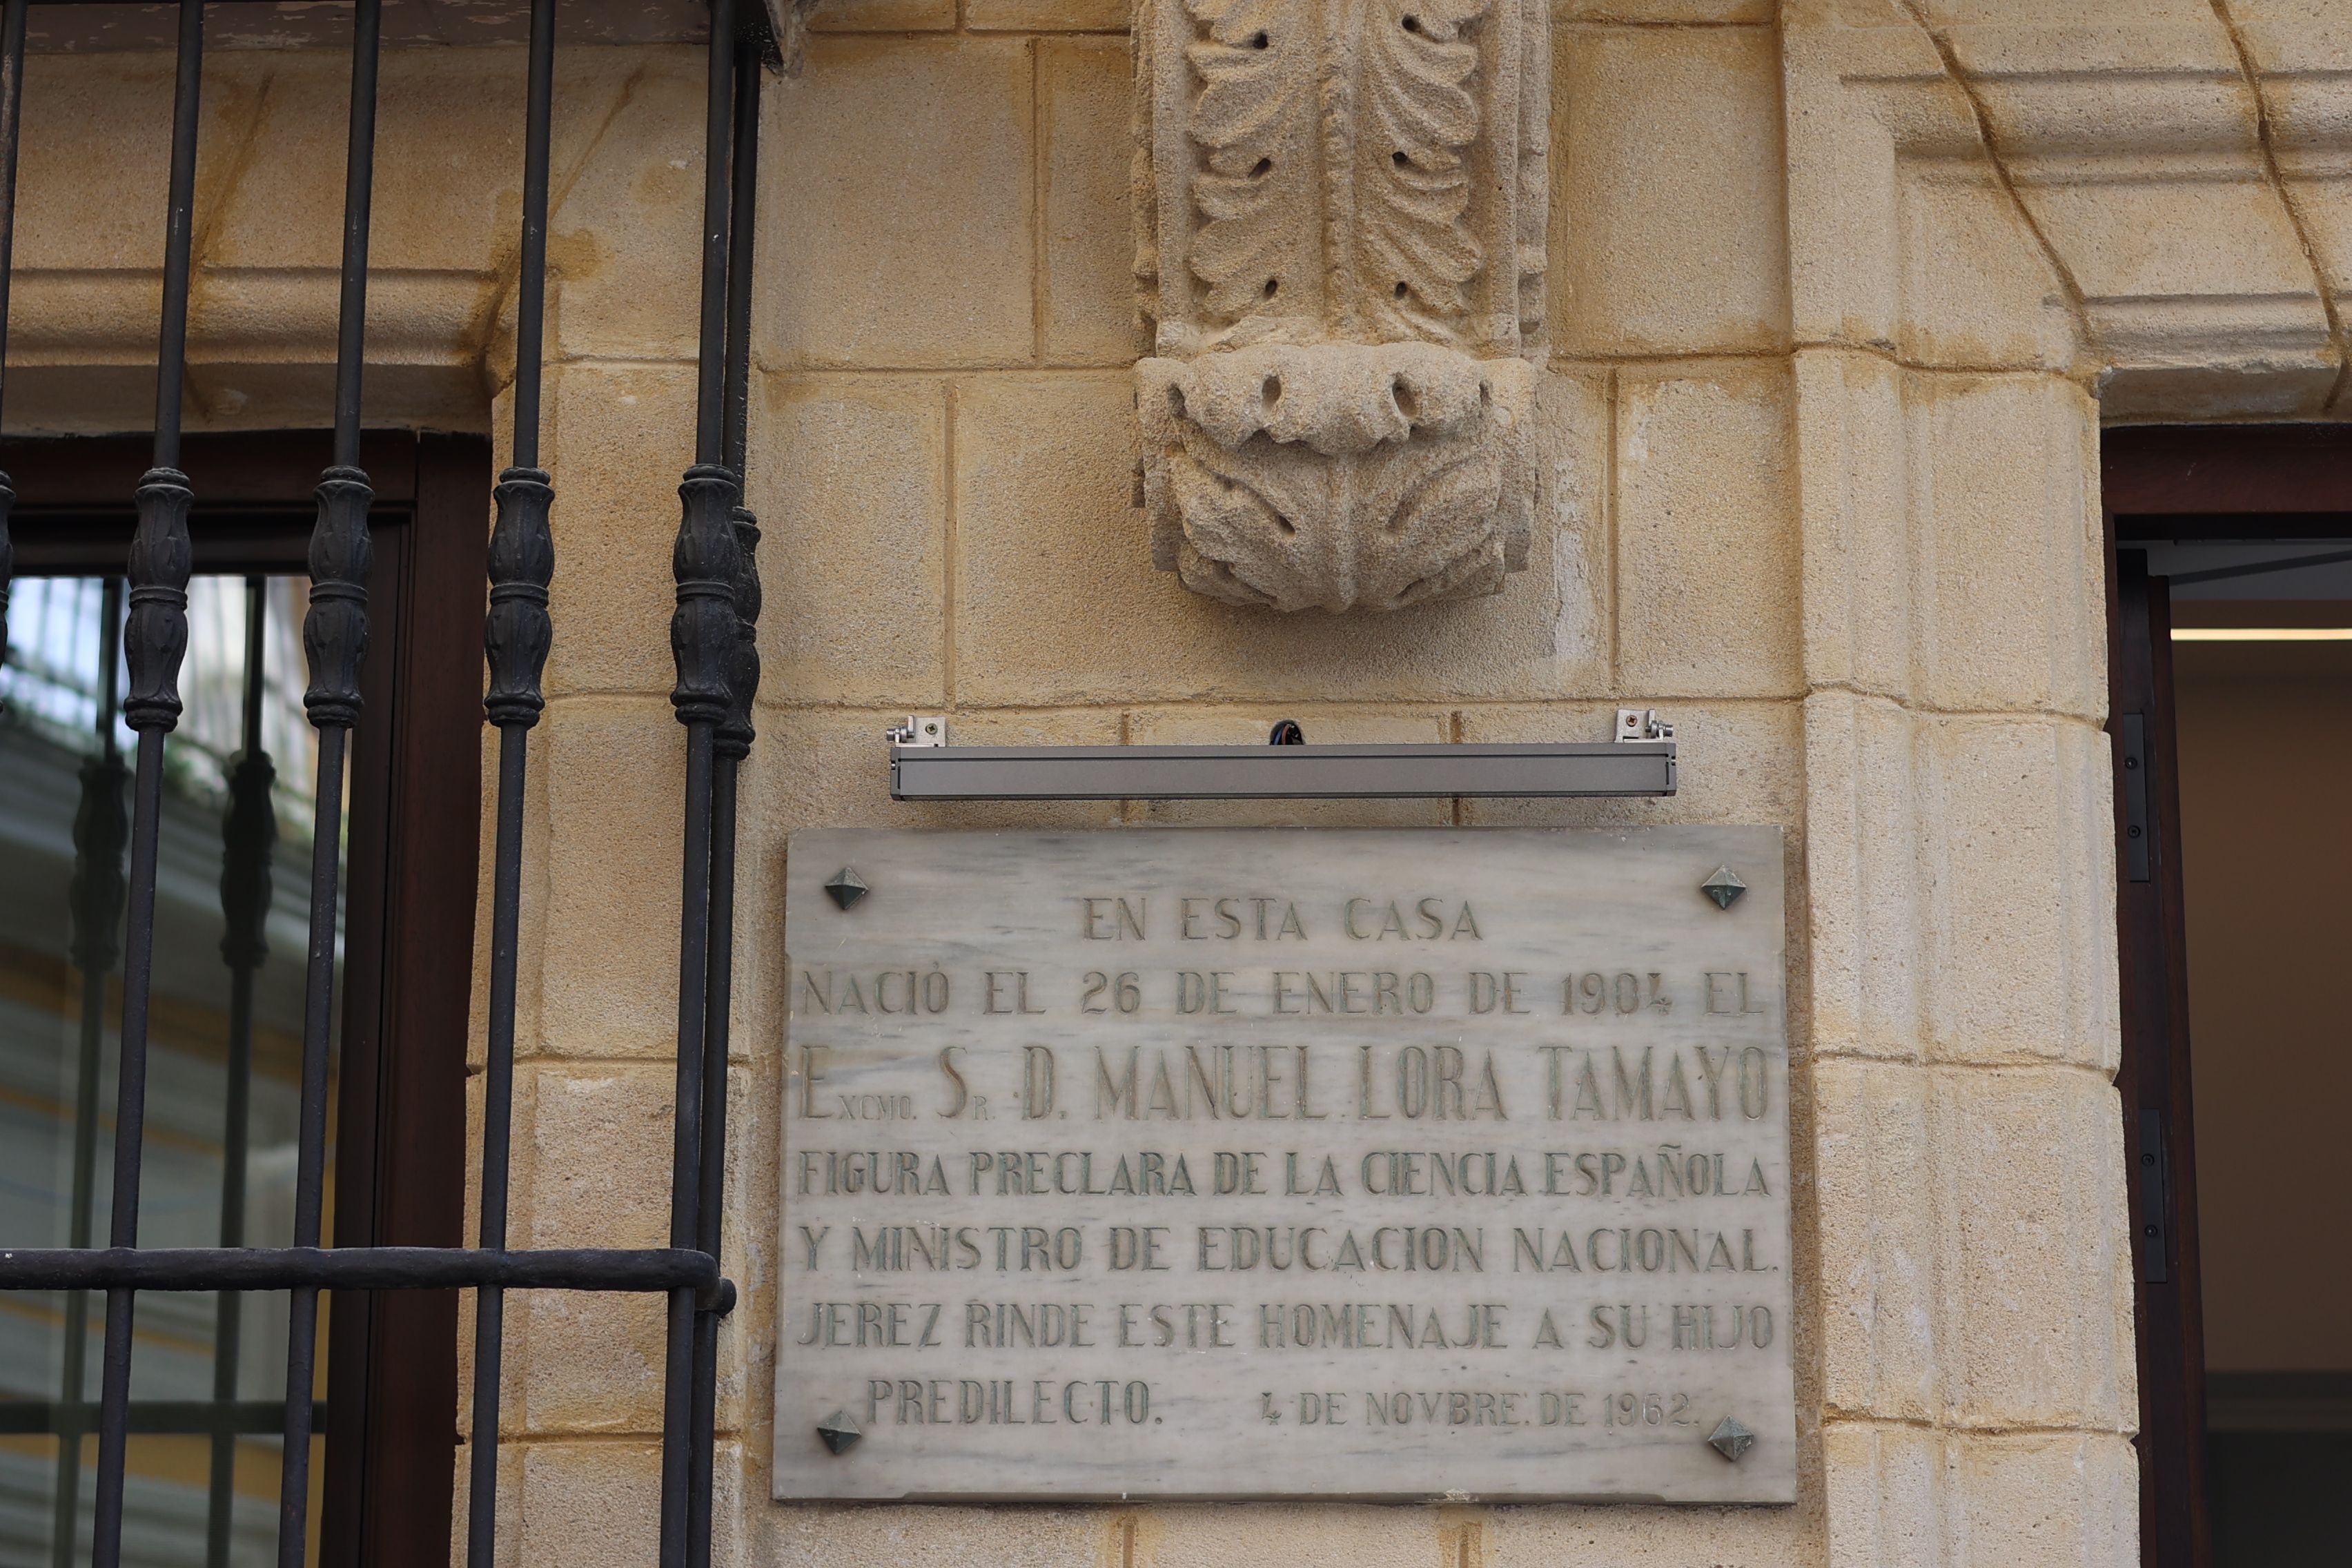 EN ESTA CASA
NACIÓ EL 26 DE ENERO DE 1904 EL
EXCMO. SR. D. MANUEL LORA TAMAYO
FIGURA PRECLARA DE LA CIENCIA ESPAÑOLA
Y MINISTRO DE EDUCACION NACIONAL.
JEREZ RINDE ESTE HOMENAJE A SU HIJO
PREDILECTO. 4 DE NOVBRE. DE 1962.